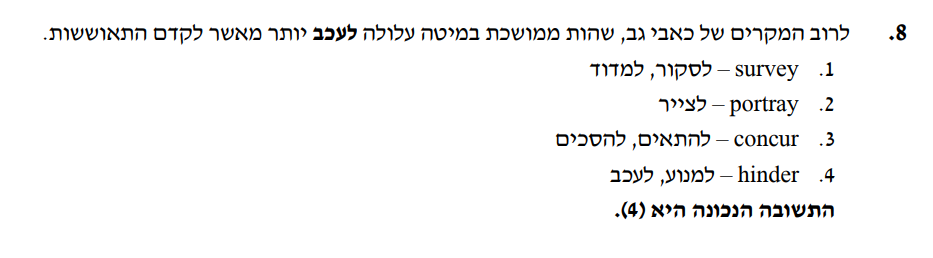 8. לרוב המקרים של כאבי גב, שהות ממושכת במיטה עלולה לעכב יותר מאשר לקדם התאוששות.
1. survey – לסקור, למדוד
2. portray – לצייר
3. concur – להתאים, להסכים
4. hinder – למנוע, לעכב
התשובה הנכונה היא (4).